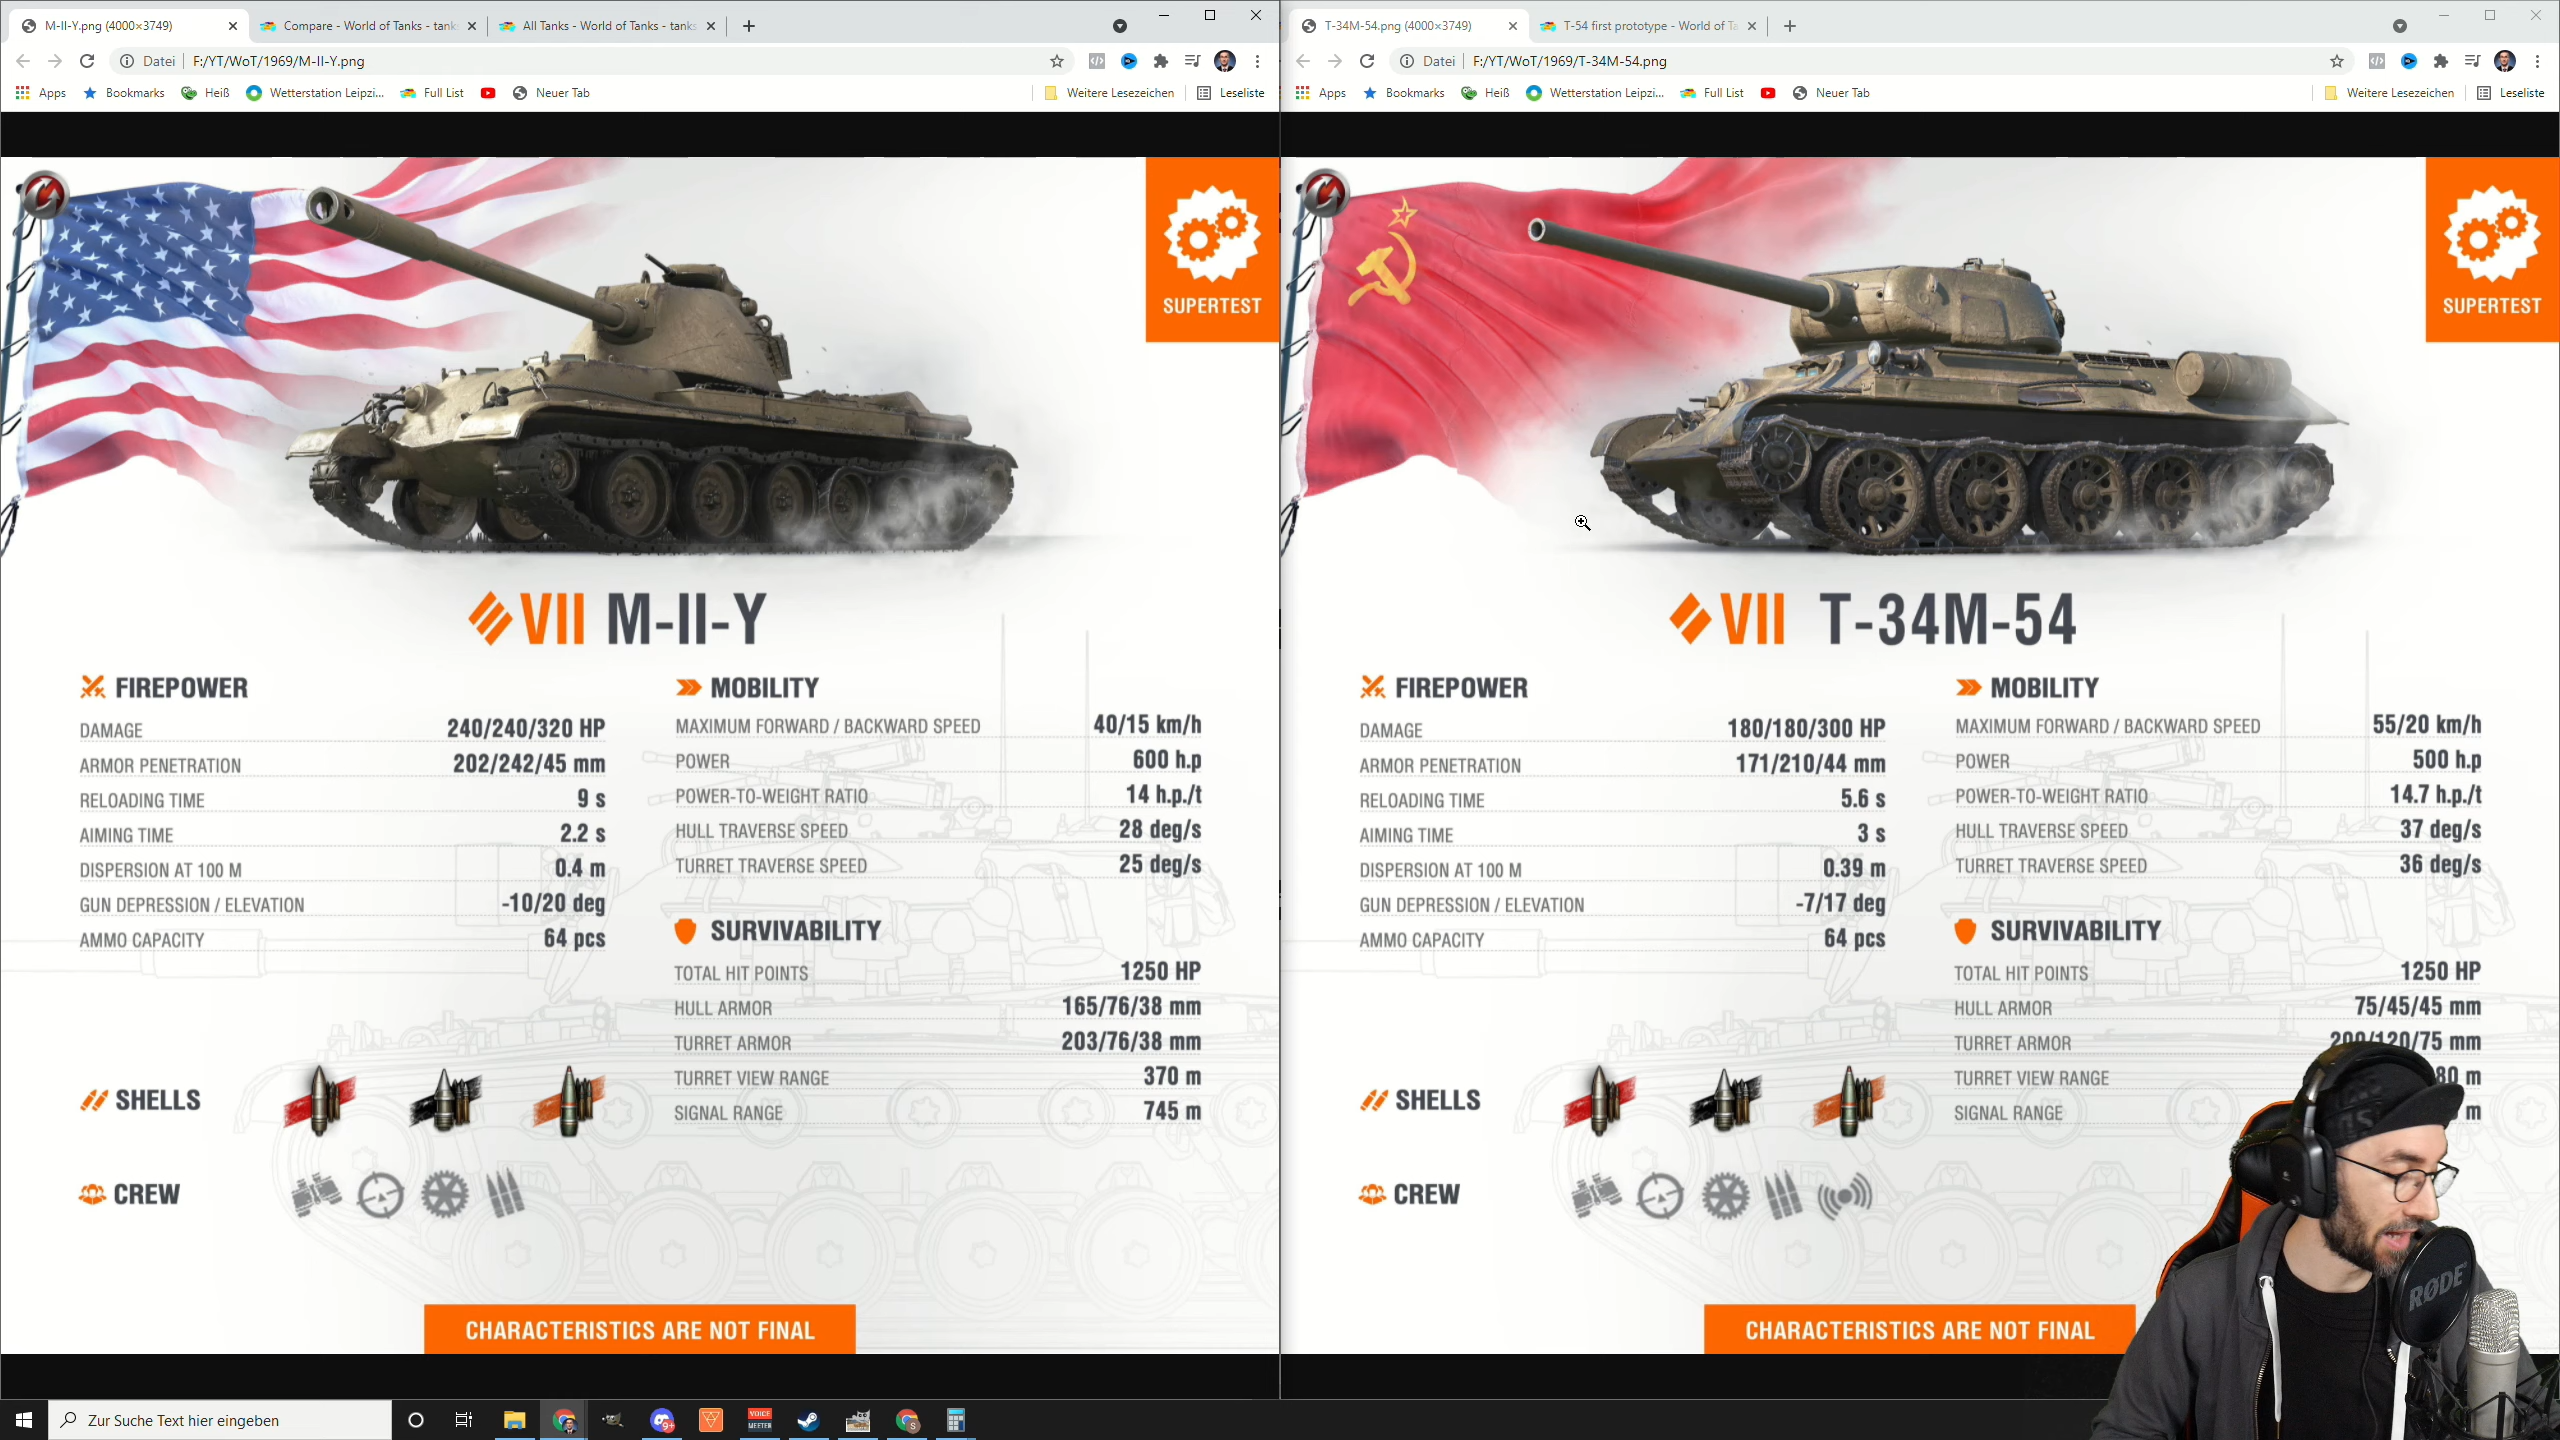 M-II-Y.png (4000×3749)
Compare - World of Tanks - tank
All Tanks - World of Tanks - tanks
Datei
F:/YT/WoT/1969/M-II-Y.png
Apps
Bookmarks
Heiß
Wetterstation Leipzi...
Full List
Neuer Tab
Weitere Lesezeichen
Leseliste
SUPERTEST
VII M-II-Y
FIREPOWER
DAMAGE 240/240/320 HP
ARMOR PENETRATION 202/242/45 mm
RELOADING TIME 9 s
AIMING TIME 2.2 s
DISPERSION AT 100 M 0.4 m
GUN DEPRESSION / ELEVATION -10/20 deg
AMMO CAPACITY 64 pcs
SHELLS
CREW
MOBILITY
MAXIMUM FORWARD / BACKWARD SPEED 40/15 km/h
POWER 600 h.p
POWER-TO-WEIGHT RATIO 14 h.p./t
HULL TRAVERSE SPEED 28 deg/s
TURRET TRAVERSE SPEED 25 deg/s
SURVIVABILITY
TOTAL HIT POINTS 1250 HP
HULL ARMOR 165/76/38 mm
TURRET ARMOR 203/76/38 mm
TURRET VIEW RANGE 370 m
SIGNAL RANGE 745 m
CHARACTERISTICS ARE NOT FINAL
T-34M-54.png (4000×3749)
T-54 first prototype - World of Ta
Datei
F:/YT/WoT/1969/T-34M-54.png
Apps
Bookmarks
Heiß
Wetterstation Leipzi...
Full List
Neuer Tab
Weitere Lesezeichen
Leseliste
SUPERTEST
VII T-34M-54
FIREPOWER
DAMAGE 180/180/300 HP
ARMOR PENETRATION 171/210/44 mm
RELOADING TIME 5.6 s
AIMING TIME 3 s
DISPERSION AT 100 M 0.39 m
GUN DEPRESSION / ELEVATION -7/17 deg
AMMO CAPACITY 64 pcs
SHELLS
CREW
MOBILITY
MAXIMUM FORWARD / BACKWARD SPEED 55/20 km/h
POWER 500 h.p
POWER-TO-WEIGHT RATIO 14.7 h.p./t
HULL TRAVERSE SPEED 37 deg/s
TURRET TRAVERSE SPEED 36 deg/s
SURVIVABILITY
TOTAL HIT POINTS 1250 HP
HULL ARMOR 75/45/45 mm
TURRET ARMOR 200/120/75 mm
TURRET VIEW RANGE 80 m
SIGNAL RANGE m
CHARACTERISTICS ARE NOT FINAL
RØDE
Zur Suche Text hier eingeben
9+
VOICE
MEETER